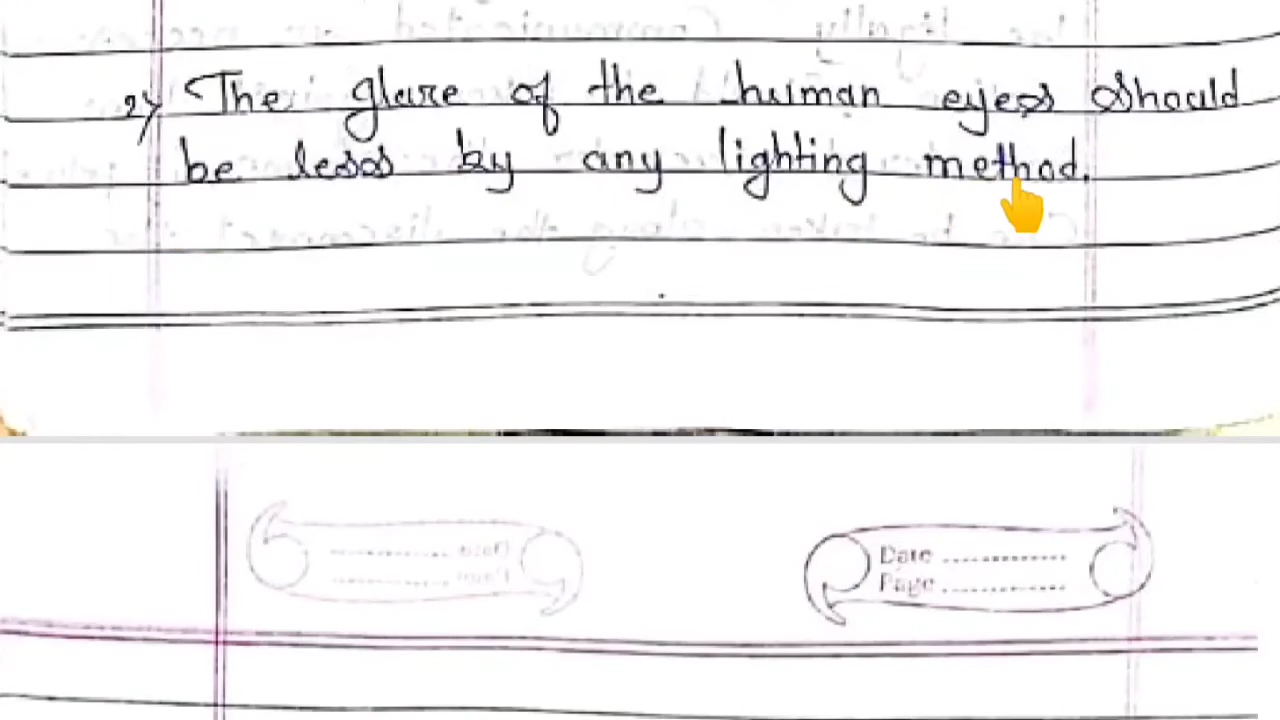 2) The glare of the human eyes should
be less by any lighting method.
Date ................
Page ................